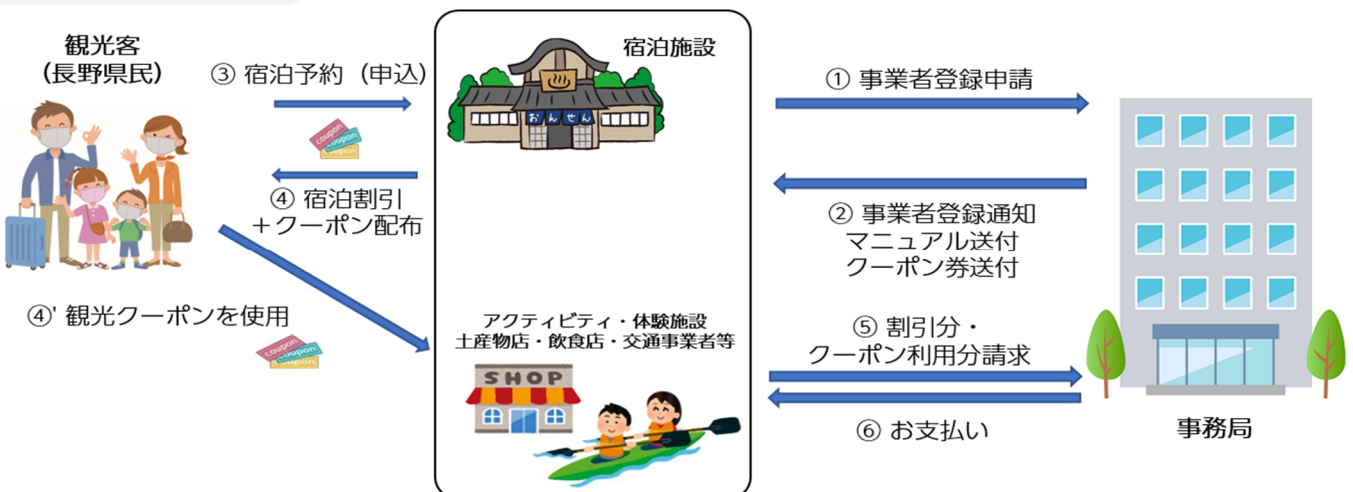 観光客
（長野県民）
③ 宿泊予約（申込）
coupon
coupon
④ 宿泊割引
＋クーポン配布
④' 観光クーポンを使用
coupon
coupon
宿泊施設
おんせん
アクティビティ・体験施設
土産物店・飲食店・交通事業者等
SHOP
① 事業者登録申請
② 事業者登録通知
マニュアル送付
クーポン券送付
⑤ 割引分・
クーポン利用分請求
⑥ お支払い
事務局